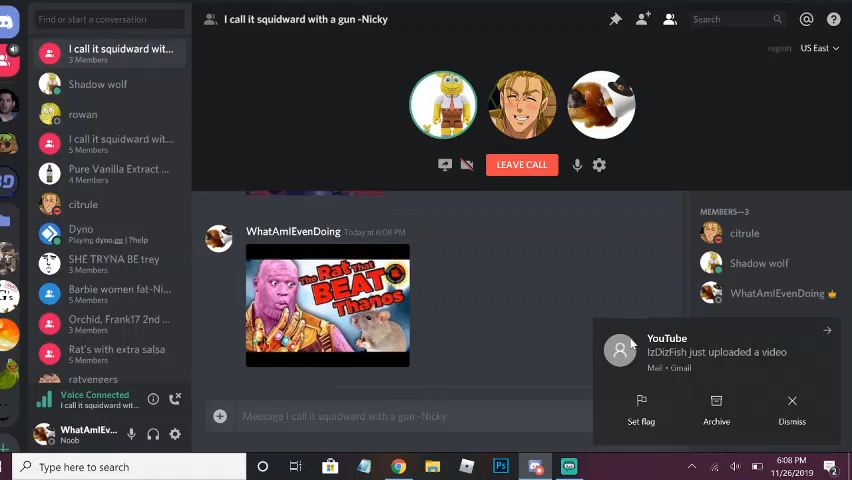 Find or start a conversation
I call it squidward wit...
3 Members
Shadow wolf
rowan
I call it squidward wit...
5 Members
Pure Vanilla Extract ...
4 Members
citrule
Dyno
Playing dyno.gg | ?help
SHE TRYNA BE trey
3 Members
Barbie women fat-Ni...
5 Members
Orchid, Frank17 2nd ...
3 Members
Rat's with extra salsa
3 Members
ratvengers
Voice Connected
I call it squidward wit...
WhatAmIEv...
Noob
I call it squidward with a gun -Nicky
Search
region US East
LEAVE CALL
WhatAmIEvenDoing Today at 6:08 PM
The Rat That
BEAT
Thanos
Message I call it squidward with a gun -Nicky
MEMBERS—3
citrule
Shadow wolf
WhatAmIEvenDoing
YouTube
IzDizFish just uploaded a video
Mail • Gmail
Set flag
Archive
Dismiss
Type here to search
Ps
6:08 PM
11/26/2019
2